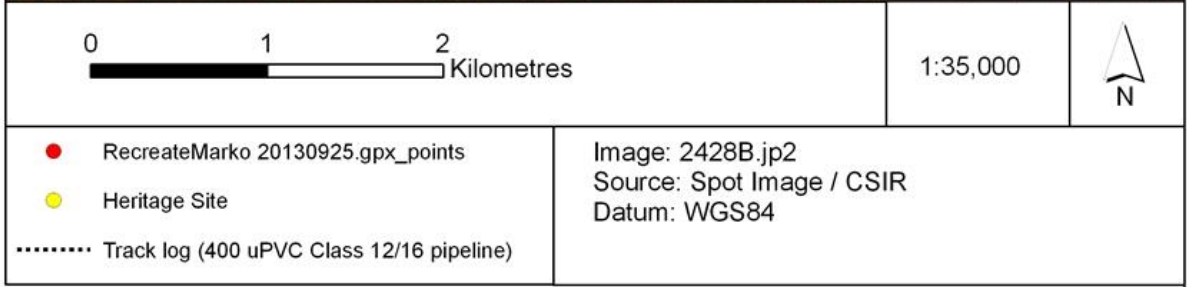 0 1 2
Kilometres
1:35,000
N
RecreateMarko 20130925.gpx_points
Heritage Site
Track log (400 uPVC Class 12/16 pipeline)
Image: 2428B.jp2
Source: Spot Image / CSIR
Datum: WGS84